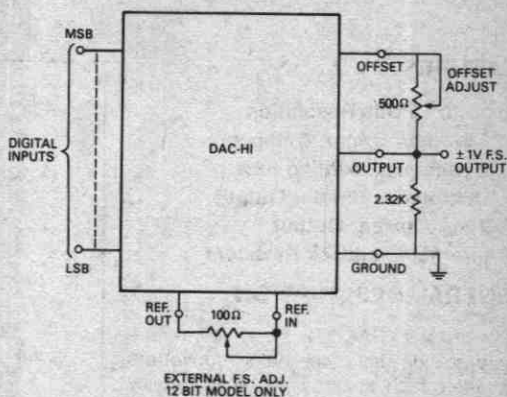 MSB
DIGITAL
INPUTS
LSB
DAC-HI
OFFSET
OFFSET
ADJUST
500Ω
OUTPUT
±1V F.S.
OUTPUT
2.32K
GROUND
REF.
OUT
100Ω
REF.
IN
EXTERNAL F.S. ADJ.
12 BIT MODEL ONLY